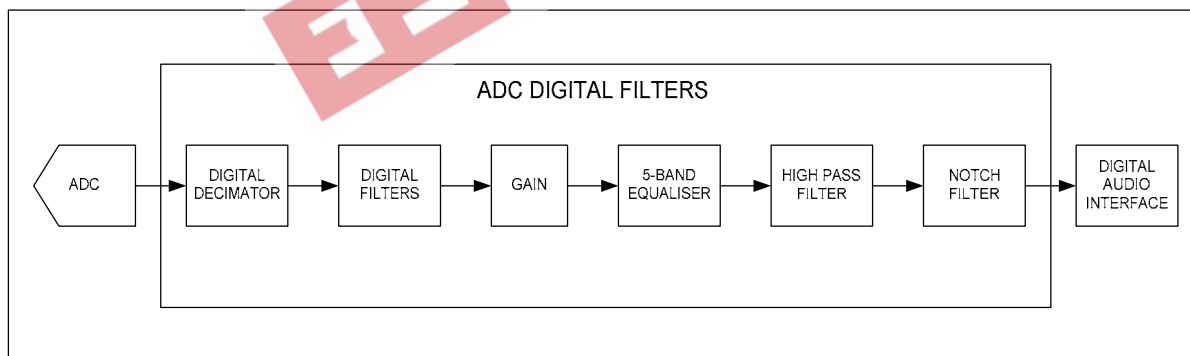 ADC DIGITAL FILTERS
ADC
DIGITAL
DECIMATOR
DIGITAL
FILTERS
GAIN
5-BAND
EQUALISER
HIGH PASS
FILTER
NOTCH
FILTER
DIGITAL
AUDIO
INTERFACE